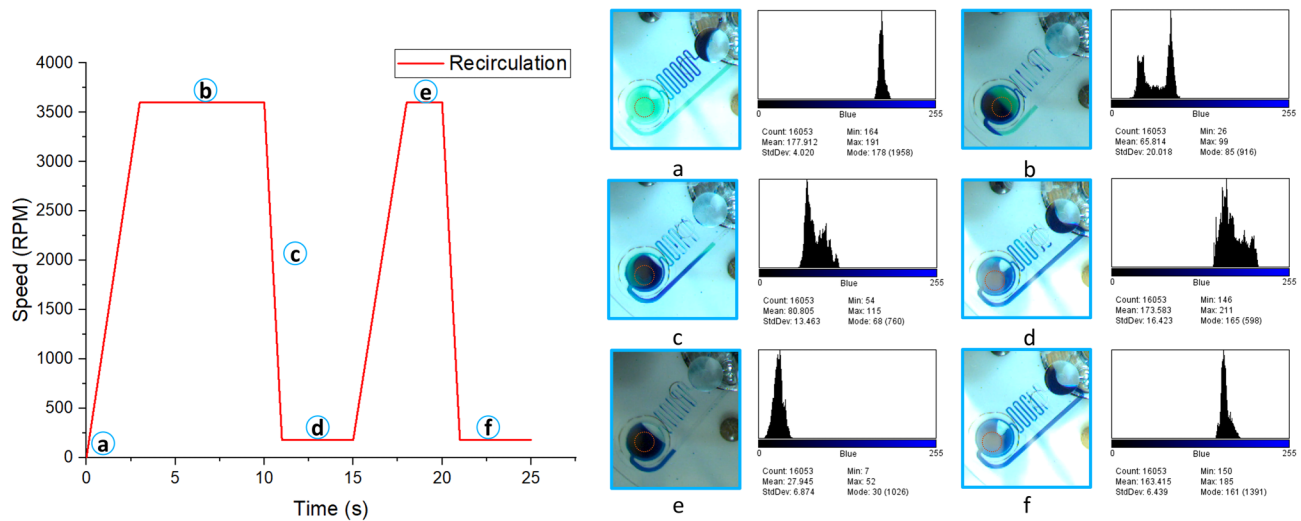 Recirculation
4000
3500
3000
2500
2000
1500
1000
500
0
Speed (RPM)
0
5
10
15
20
25
Time (s)
a
b
c
d
e
f
0
Blue
255
Count: 16053
Min: 164
Mean: 177.912
Max: 191
StdDev: 4.020
Mode: 178 (1958)
a
0
Blue
255
Count: 16053
Min: 26
Mean: 65.814
Max: 99
StdDev: 20.018
Mode: 85 (916)
b
0
Blue
255
Count: 16053
Min: 54
Mean: 80.805
Max: 115
StdDev: 13.463
Mode: 68 (760)
c
0
Blue
255
Count: 16053
Min: 146
Mean: 173.583
Max: 211
StdDev: 16.423
Mode: 165 (598)
d
0
Blue
255
Count: 16053
Min: 7
Mean: 27.945
Max: 52
StdDev: 6.874
Mode: 30 (1026)
e
0
Blue
255
Count: 16053
Min: 150
Mean: 163.415
Max: 185
StdDev: 6.439
Mode: 161 (1391)
f